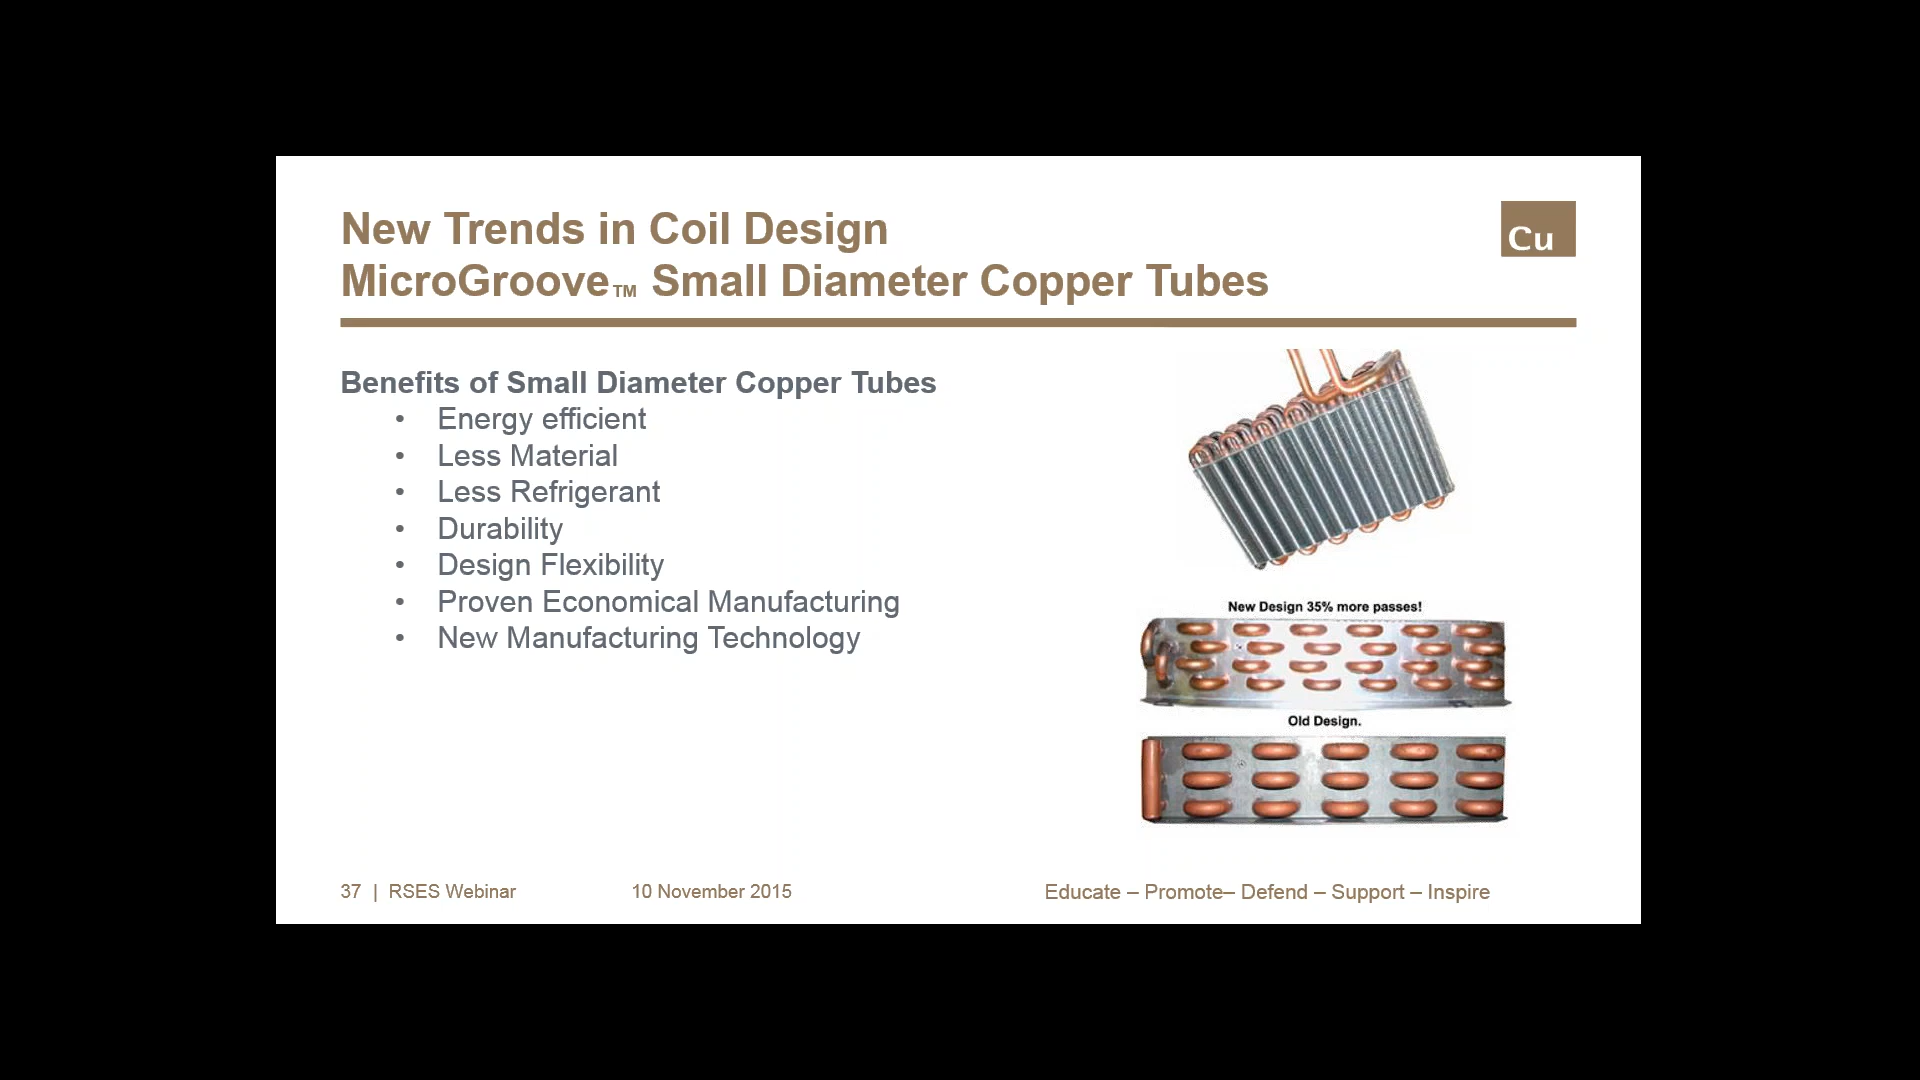 New Trends in Coil Design
MicroGroove™ Small Diameter Copper Tubes
Cu
Benefits of Small Diameter Copper Tubes
• Energy efficient
• Less Material
• Less Refrigerant
• Durability
• Design Flexibility
• Proven Economical Manufacturing
• New Manufacturing Technology
New Design 35% more passes!
Old Design.
37 | RSES Webinar
10 November 2015
Educate – Promote– Defend – Support – Inspire